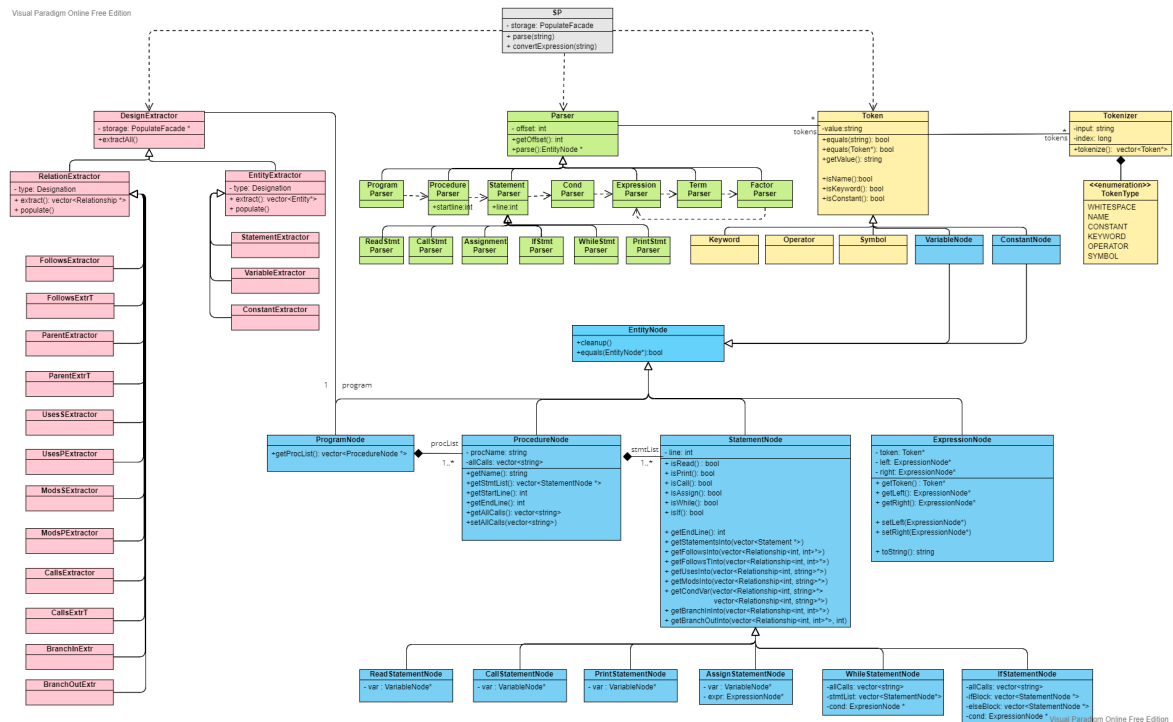 Visual Paradigm Online Free Edition
SP
- storage: PopulateFacade
+ parse(string)
+ convertExpression(string)
DesignExtractor
- storage: PopulateFacade *
+extractAll()
Parser
- offset: int
+getOffset(): int
+parse():EntityNode *
*
tokens
Token
-value:string
+equals(string): bool
+equals(Token*): bool
+getValue(): string
+isName():bool
+isKeyword(): bool
+isConstant(): bool
*
tokens
Tokenizer
-input: string
-index: long
+tokenize(): vector<Token*>
<<enumeration>>
TokenType
WHITESPACE
NAME
CONSTANT
KEYWORD
OPERATOR
SYMBOL
RelationExtractor
- type: Designation
+ extract(): vector<Relationship *>
+ populate()
EntityExtractor
- type: Designation
+ extract(): vector<Entity*>
+ populate()
StatementExtractor
VariableExtractor
ConstantExtractor
Program
Parser
Procedure
Parser
+startline:int
Statement
Parser
+line:int
Cond
Parser
Expression
Parser
Term
Parser
Factor
Parser
ReadStmt
Parser
CallStmt
Parser
Assignment
Parser
IfStmt
Parser
WhileStmt
Parser
PrintStmt
Parser
Keyword
Operator
Symbol
VariableNode
ConstantNode
FollowsExtractor
FollowsExtrT
ParentExtractor
ParentExtrT
UsesSExtractor
UsesPExtractor
ModsSExtractor
ModsPExtractor
CallsExtractor
CallsExtrT
BranchInExtr
BranchOutExtr
EntityNode
+cleanup()
+equals(EntityNode*):bool
1 program
ProgramNode
+getProcList(): vector<ProcedureNode *>
procList
1..*
ProcedureNode
- procName: string
-allCalls: vector<string>
+getName(): string
+getStmtList(): vector<StatementNode *>
+getStartLine(): int
+getEndLine(): int
+getAllCalls(): vector<string>
+setAllCalls(vector<string>)
stmtList
1..*
StatementNode
- line: int
+ isRead() : bool
+ isPrint(): bool
+ isCall(): bool
+ isAssign(): bool
+ isWhile(): bool
+ isIf(): bool
+ getEndLine(): int
+ getStatementsInto(vector<Statement *>)
+ getFollowsInto(vector<Relationship<int, int>*>)
+ getFollowsTInto(vector<Relationship<int, int>*>)
+ getUsesInto(vector<Relationship<int, string>*>)
+ getModsInto(vector<Relationship<int, string>*>)
+ getCondVar(vector<Relationship<int, string>*>
vector<Relationship<int, string>*>)
+ getBranchInInto(vector<Relationship<int, int>*>)
+ getBranchOutInto(vector<Relationship<int, int>*>, int)
ExpressionNode
- token: Token*
- left: ExpressionNode*
- right: ExpressionNode*
+ getToken() : Token*
+ getLeft(): ExpressionNode*
+ getRight(): ExpressionNode*
+ setLeft(ExpressionNode*)
+ setRight(ExpressionNode*)
+ toString(): string
ReadStatementNode
- var : VariableNode*
CallStatementNode
- var : VariableNode*
PrintStatementNode
- var : VariableNode*
AssignStatementNode
- var : VariableNode*
- expr: ExpressionNode*
WhileStatementNode
-allCalls: vector<string>
-stmtList: vector<StatementNode*>
-cond: ExpresionNode *
IfStatementNode
-allCalls: vector<string>
-ifBlock: vector<StatementNode *>
-elseBlock: vector<StatementNode *>
-cond: ExpresionNode *
Visual Paradigm Online Free Edition